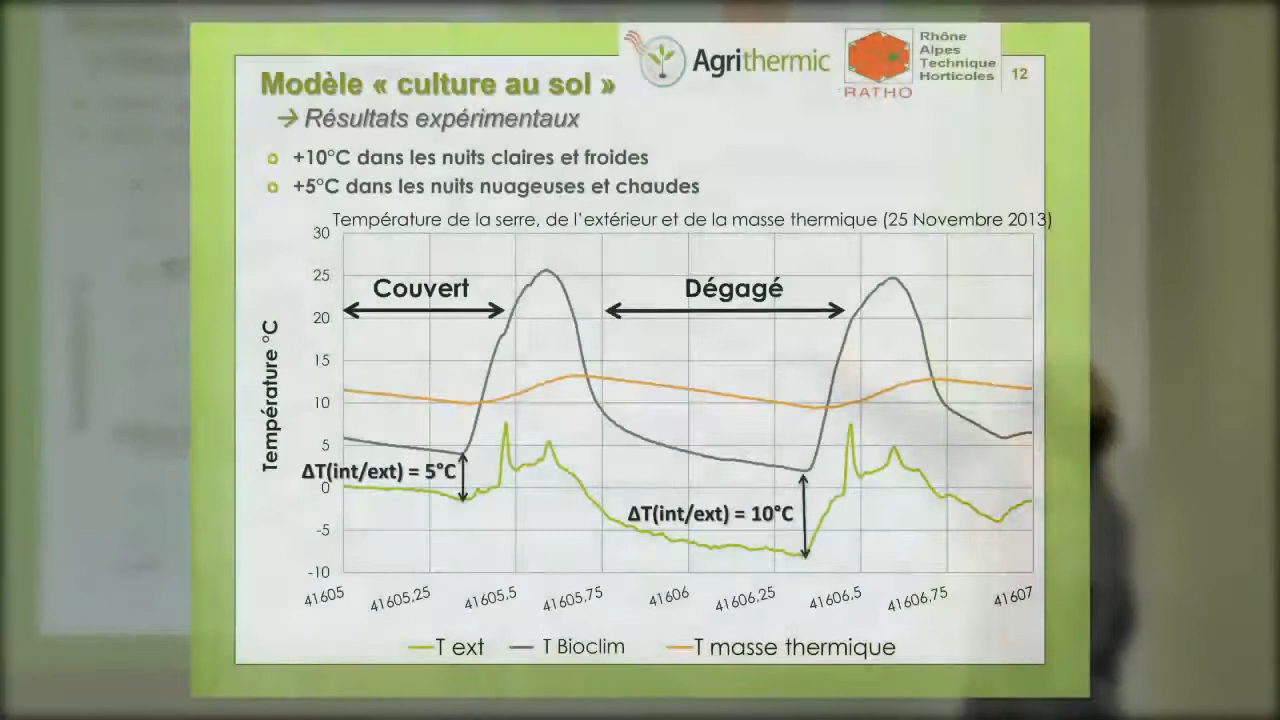 Agrithermic
Rhône
Alpes
Technique
Horticoles
RATHO
12
Modèle « culture au sol »
→ Résultats expérimentaux
+10°C dans les nuits claires et froides
+5°C dans les nuits nuageuses et chaudes
Température de la serre, de l'extérieur et de la masse thermique (25 Novembre 2013)
30
25
20
15
10
5
0
-5
-10
Température °C
Couvert
Dégagé
ΔT(int/ext) = 5°C
ΔT(int/ext) = 10°C
41605
41605,25
41605,5
41605,75
41606
41606,25
41606,5
41606,75
41607
T ext
T Bioclim
T masse thermique